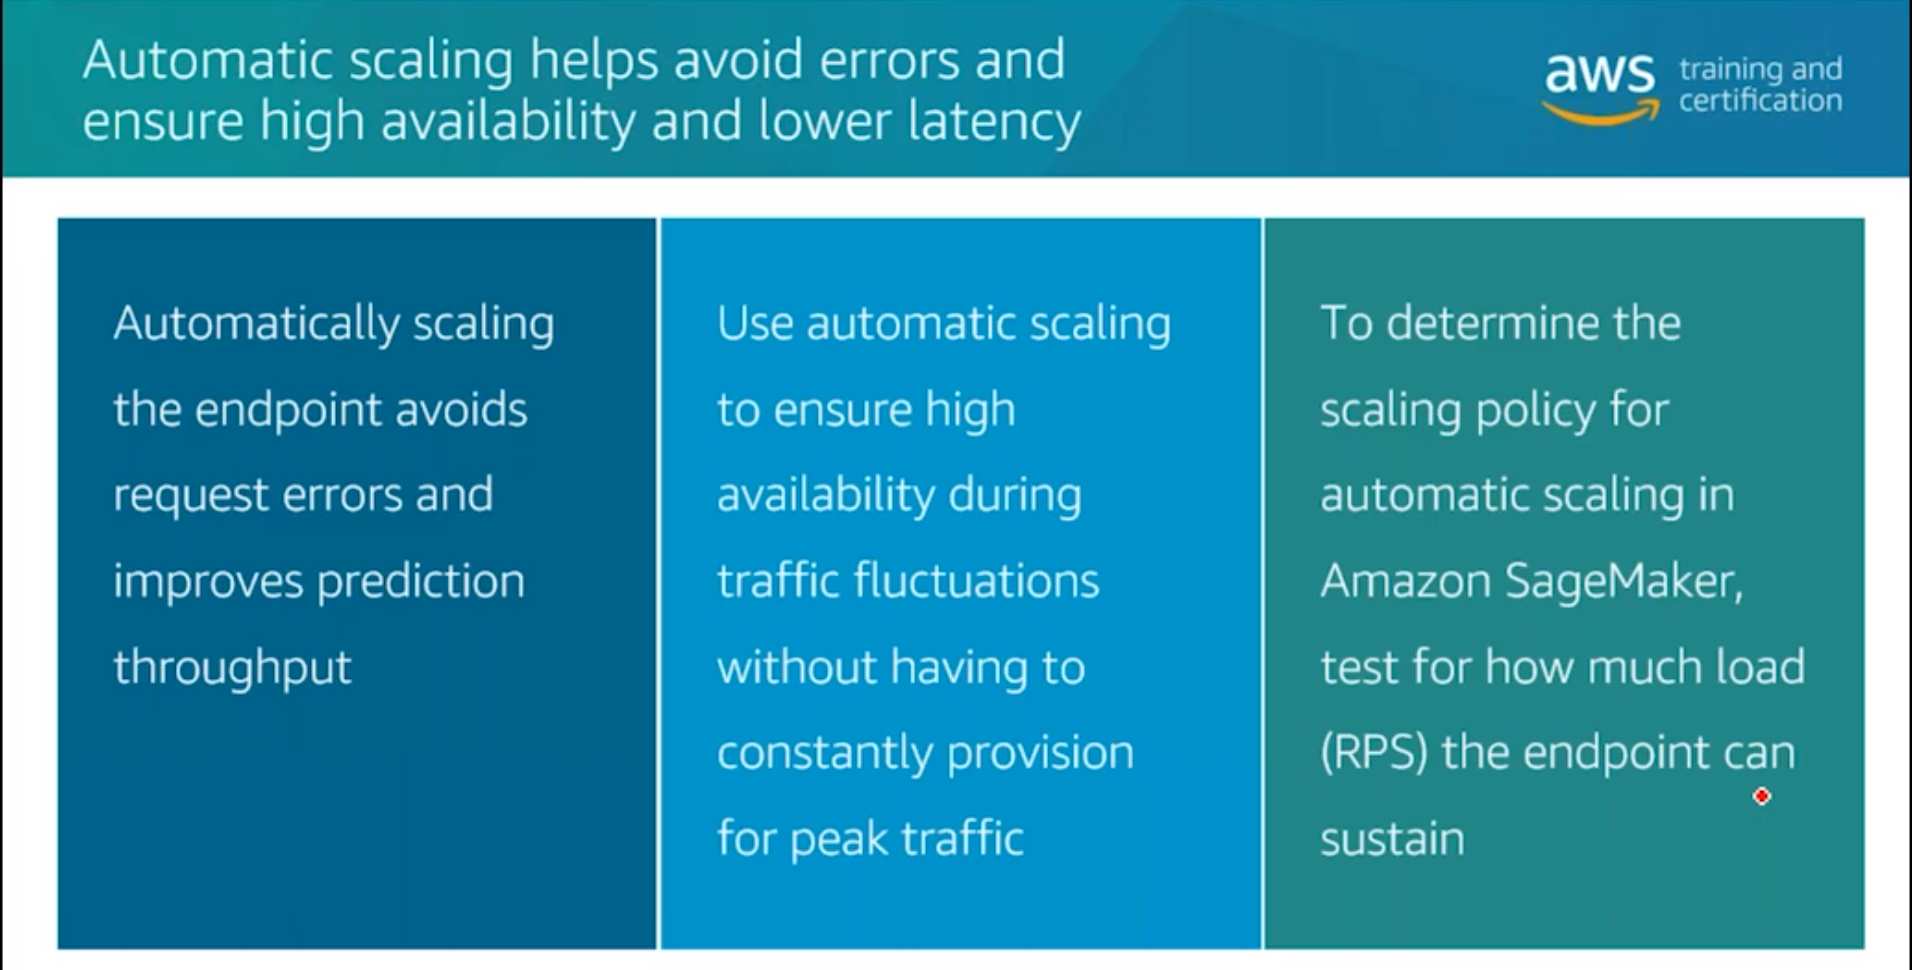 Automatic scaling helps avoid errors and
ensure high availability and lower latency
aws
training and
certification
Automatically scaling
the endpoint avoids
request errors and
improves prediction
throughput
Use automatic scaling
to ensure high
availability during
traffic fluctuations
without having to
constantly provision
for peak traffic
To determine the
scaling policy for
automatic scaling in
Amazon SageMaker,
test for how much load
(RPS) the endpoint can
sustain